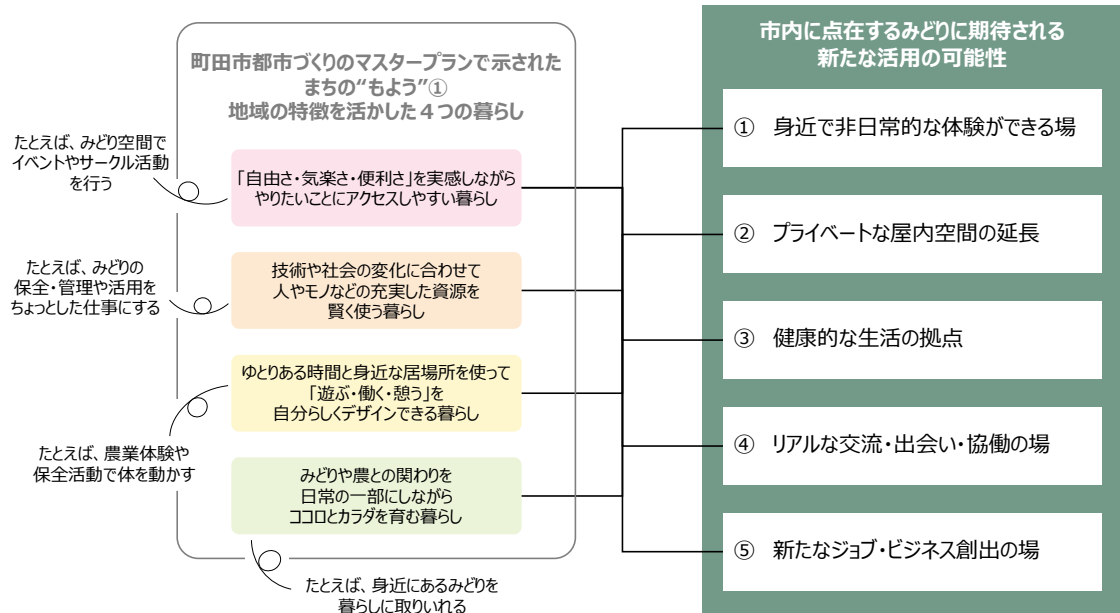 町田市都市づくりのマスタープランで示された
まちの“もよう”①
地域の特徴を活かした４つの暮らし
たとえば、みどり空間で
イベントやサークル活動
を行う
「自由さ・気楽さ・便利さ」を実感しながら
やりたいことにアクセスしやすい暮らし
たとえば、みどりの
保全・管理や活用を
ちょっとした仕事にする
技術や社会の変化に合わせて
人やモノなどの充実した資源を
賢く使う暮らし
ゆとりある時間と身近な居場所を使って
「遊ぶ・働く・憩う」を
自分らしくデザインできる暮らし
たとえば、農業体験や
保全活動で体を動かす
みどりや農との関わりを
日常の一部にしながら
ココロとカラダを育む暮らし
たとえば、身近にあるみどりを
暮らしに取りいれる
市内に点在するみどりに期待される
新たな活用の可能性
① 身近で非日常的な体験ができる場
② プライベートな屋内空間の延長
③ 健康的な生活の拠点
④ リアルな交流・出会い・協働の場
⑤ 新たなジョブ・ビジネス創出の場